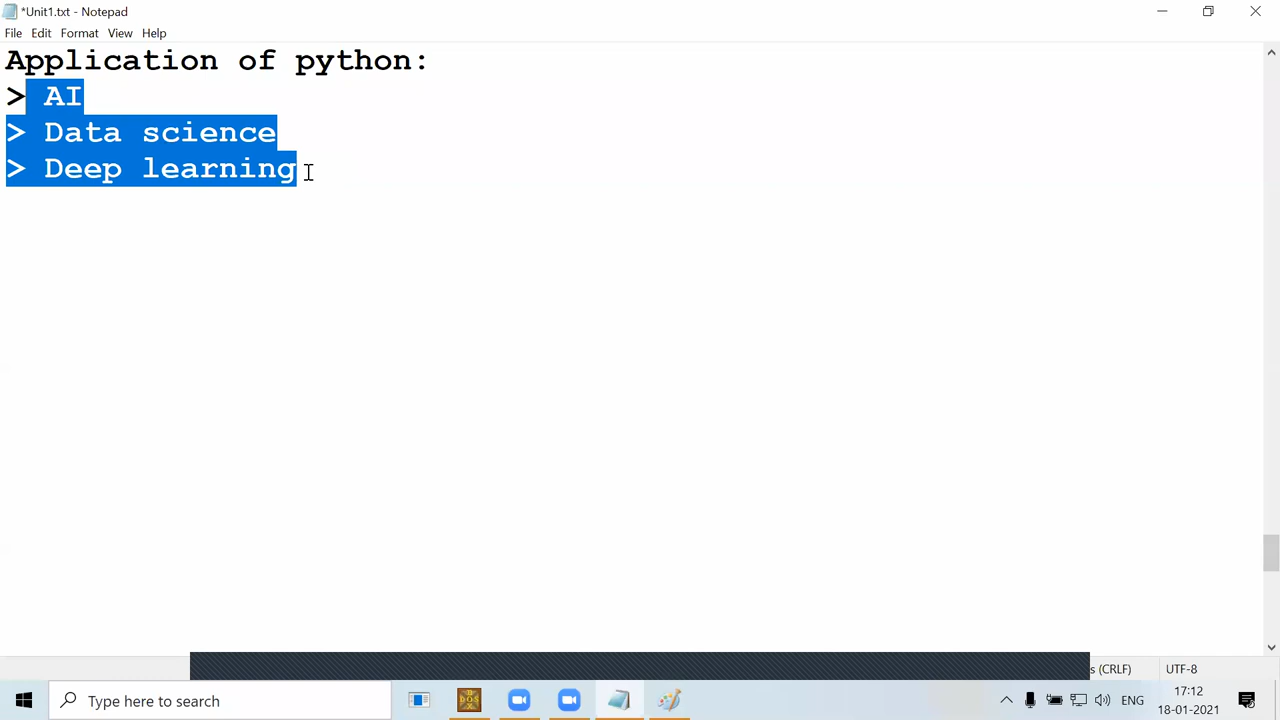 *Unit1.txt - Notepad
File Edit Format View Help
Application of python:
> AI
> Data science
> Deep learning
s (CRLF) UTF-8
Type here to search
DOS
ENG
17:12
18-01-2021